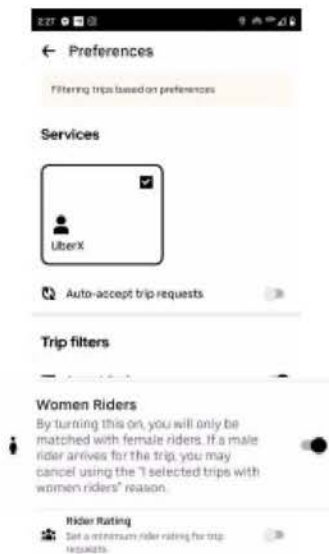 2:27
Preferences
Filtering trips based on preferences
Services
UberX
Auto-accept trip requests
Trip filters
Women Riders
By turning this on, you will only be
matched with female riders. If a male
rider arrives for the trip, you may
cancel using the "I selected trips with
women riders" reason.
Rider Rating
Set a minimum rider rating for trip
requests